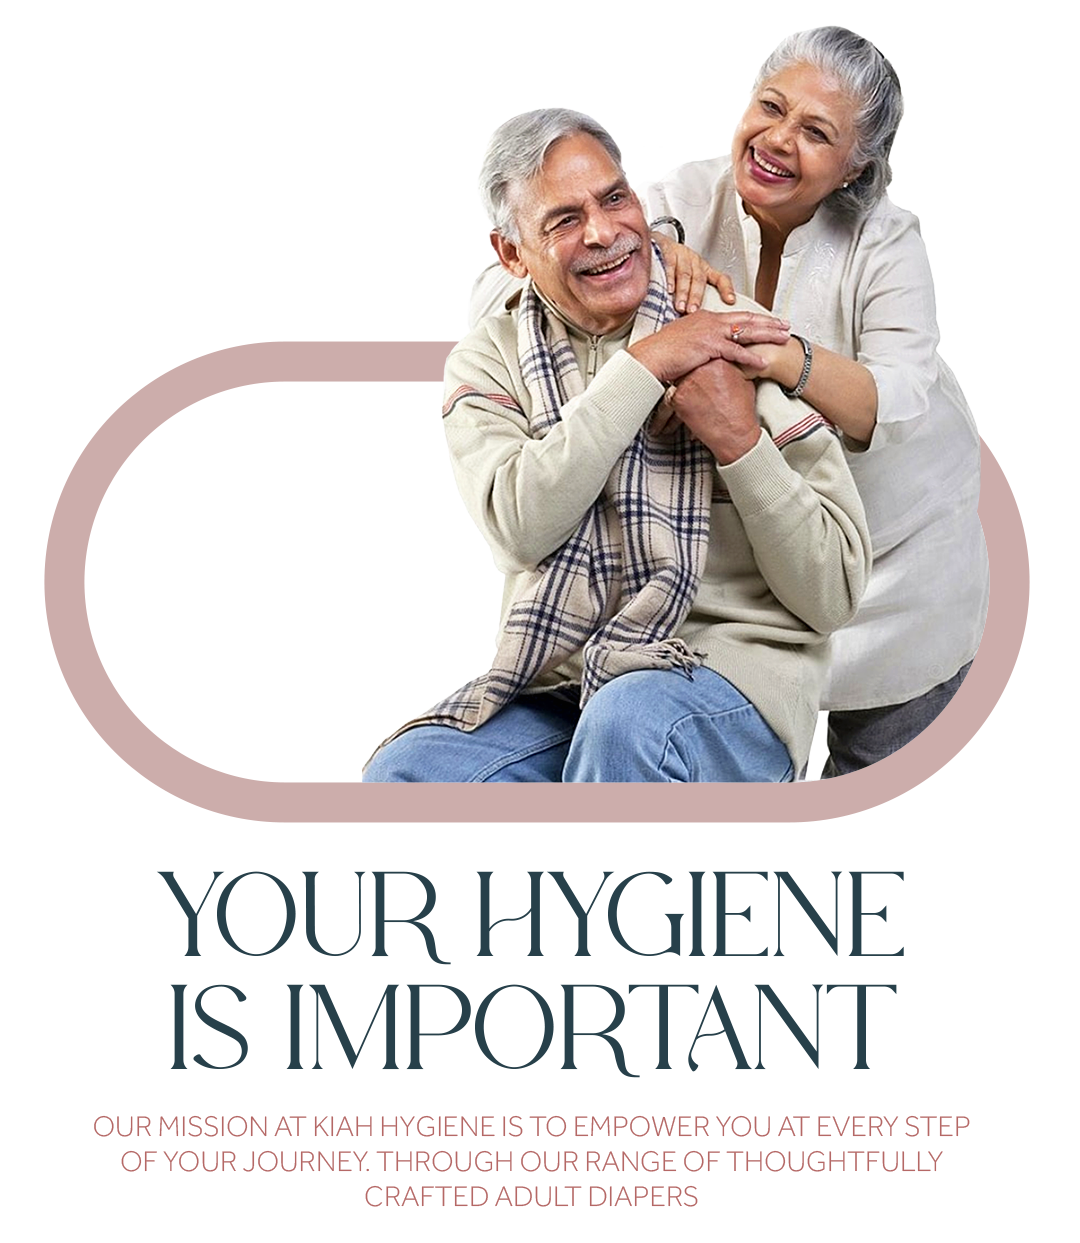 YOUR HYGIENE
IS IMPORTANT
OUR MISSION AT KIAH HYGIENE IS TO EMPOWER YOU AT EVERY STEP
OF YOUR JOURNEY. THROUGH OUR RANGE OF THOUGHTFULLY
CRAFTED ADULT DIAPERS